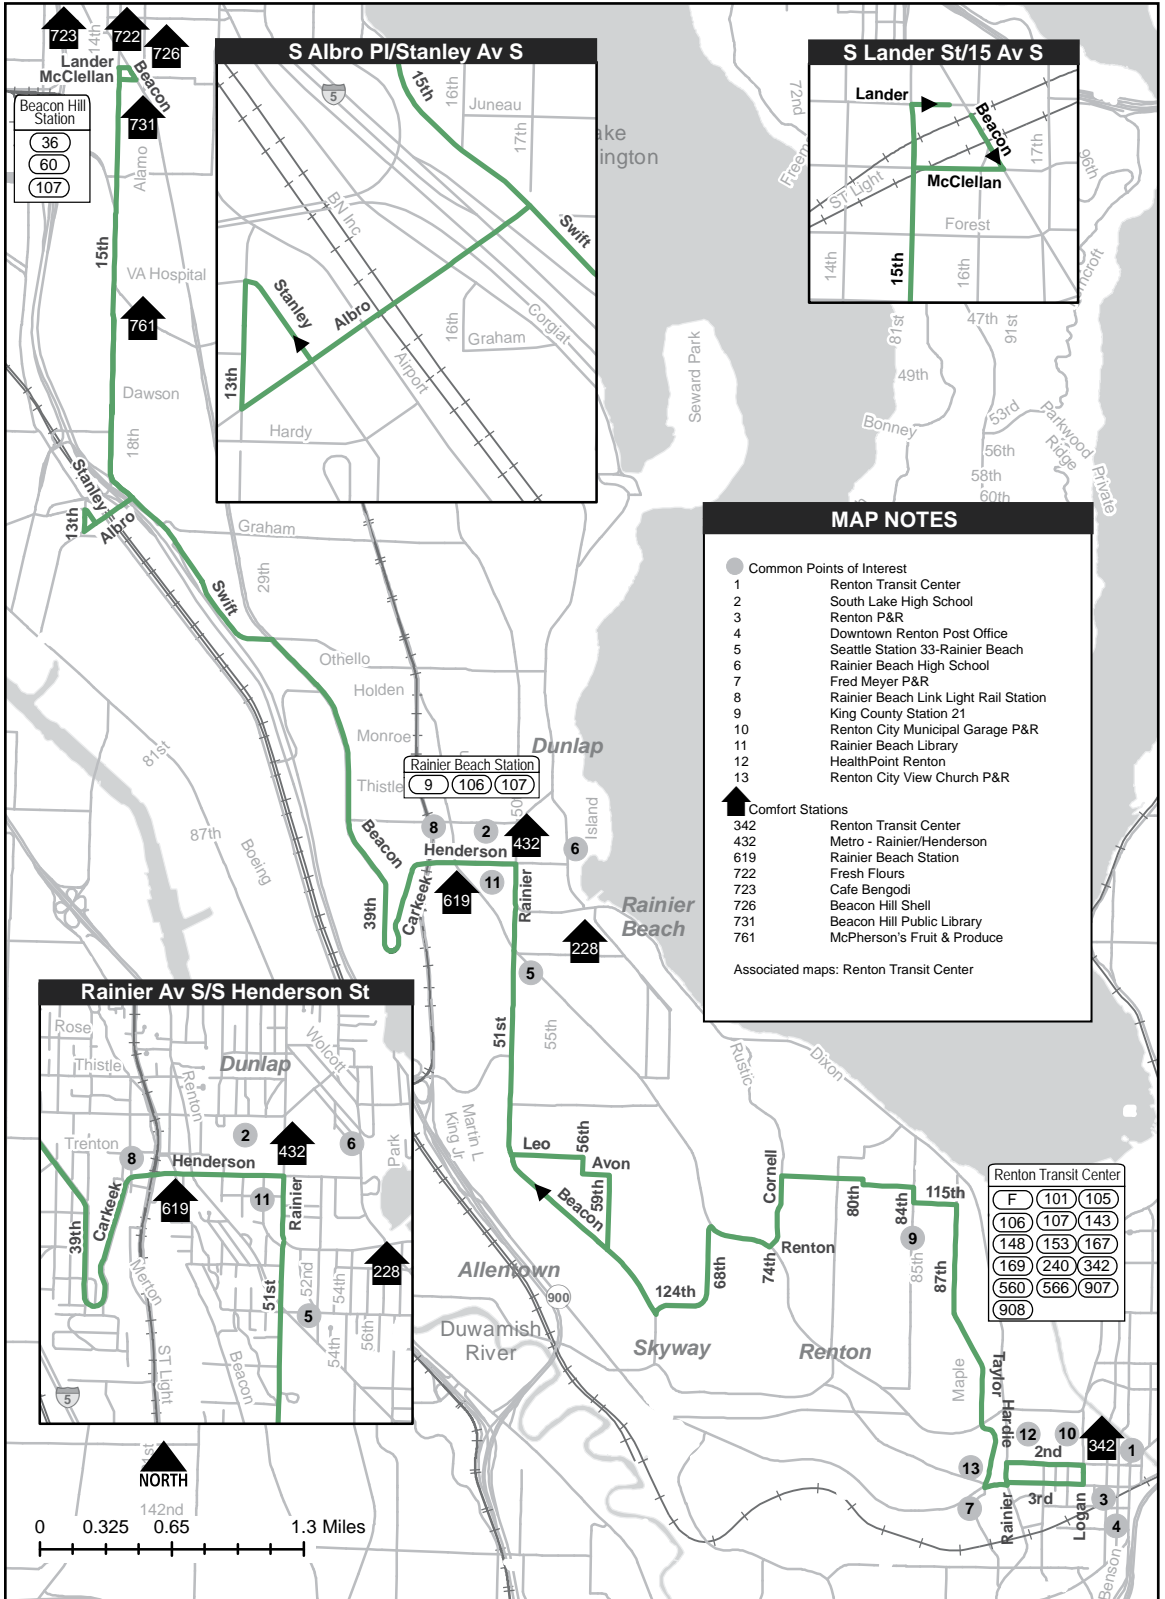 723
722
726
14th
Lander
McClellan
Beacon
Beacon Hill
Station
36
60
107
731
Alamo
15th
VA Hospital
761
Dawson
18th
Stanley
13th
Albro
S Albro Pl/Stanley Av S
5
15th
16th
Juneau
17th
BN Inc
Swift
Stanley
Albro
Corgiat
16th
Graham
Airport
13th
Hardy
ake
ington
S Lander St/15 Av S
Lander
Beacon
17th
ST Light
McClellan
Forest
14th
15th
16th
72nd
Freem
96th
rncroft
81st
47th
91st
49th
53rd
Bonney
Parkwood
Ridge
56th
58th
60th
Private
Seward Park
Graham
29th
Swift
Othello
Holden
Monroe
Thistle
81st
87th
Boeing
Dunlap
Rainier Beach Station
9
106
107
50
Island
8
2
432
6
Beacon
Henderson
11
619
Carkeek
39th
Rainier
Rainier
Beach
228
5
MAP NOTES
Common Points of Interest
1 Renton Transit Center
2 South Lake High School
3 Renton P&R
4 Downtown Renton Post Office
5 Seattle Station 33-Rainier Beach
6 Rainier Beach High School
7 Fred Meyer P&R
8 Rainier Beach Link Light Rail Station
9 King County Station 21
10 Renton City Municipal Garage P&R
11 Rainier Beach Library
12 HealthPoint Renton
13 Renton City View Church P&R
Comfort Stations
342 Renton Transit Center
432 Metro - Rainier/Henderson
619 Rainier Beach Station
722 Fresh Flours
723 Cafe Bengodi
726 Beacon Hill Shell
731 Beacon Hill Public Library
761 McPherson's Fruit & Produce
Associated maps: Renton Transit Center
Rainier Av S/S Henderson St
Rose
Thistle
Dunlap
Wolcott
Renton
Trenton
8
2
432
6
Park
Henderson
11
619
Carkeek
39th
Rainier
228
Merton
51st
52nd
54th
5
54th
56th
ST Light
Beacon
5
51st
55th
Rustic
Dixon
Martin L
King Jr
Leo
56th
Avon
59th
Beacon
Cornell
80th
84th
115th
9
85th
87th
74th
Renton
68th
124th
Allentown
900
Duwamish
River
Skyway
Renton
Maple
Taylor
Hardie
Renton Transit Center
F 101 105
106 107 143
148 153 167
169 240 342
560 566 907
908
12
10
342
1
2nd
13
7
3rd
Rainier
Logan
3
4
Benson
1st
NORTH
142nd
0 0.325 0.65 1.3 Miles